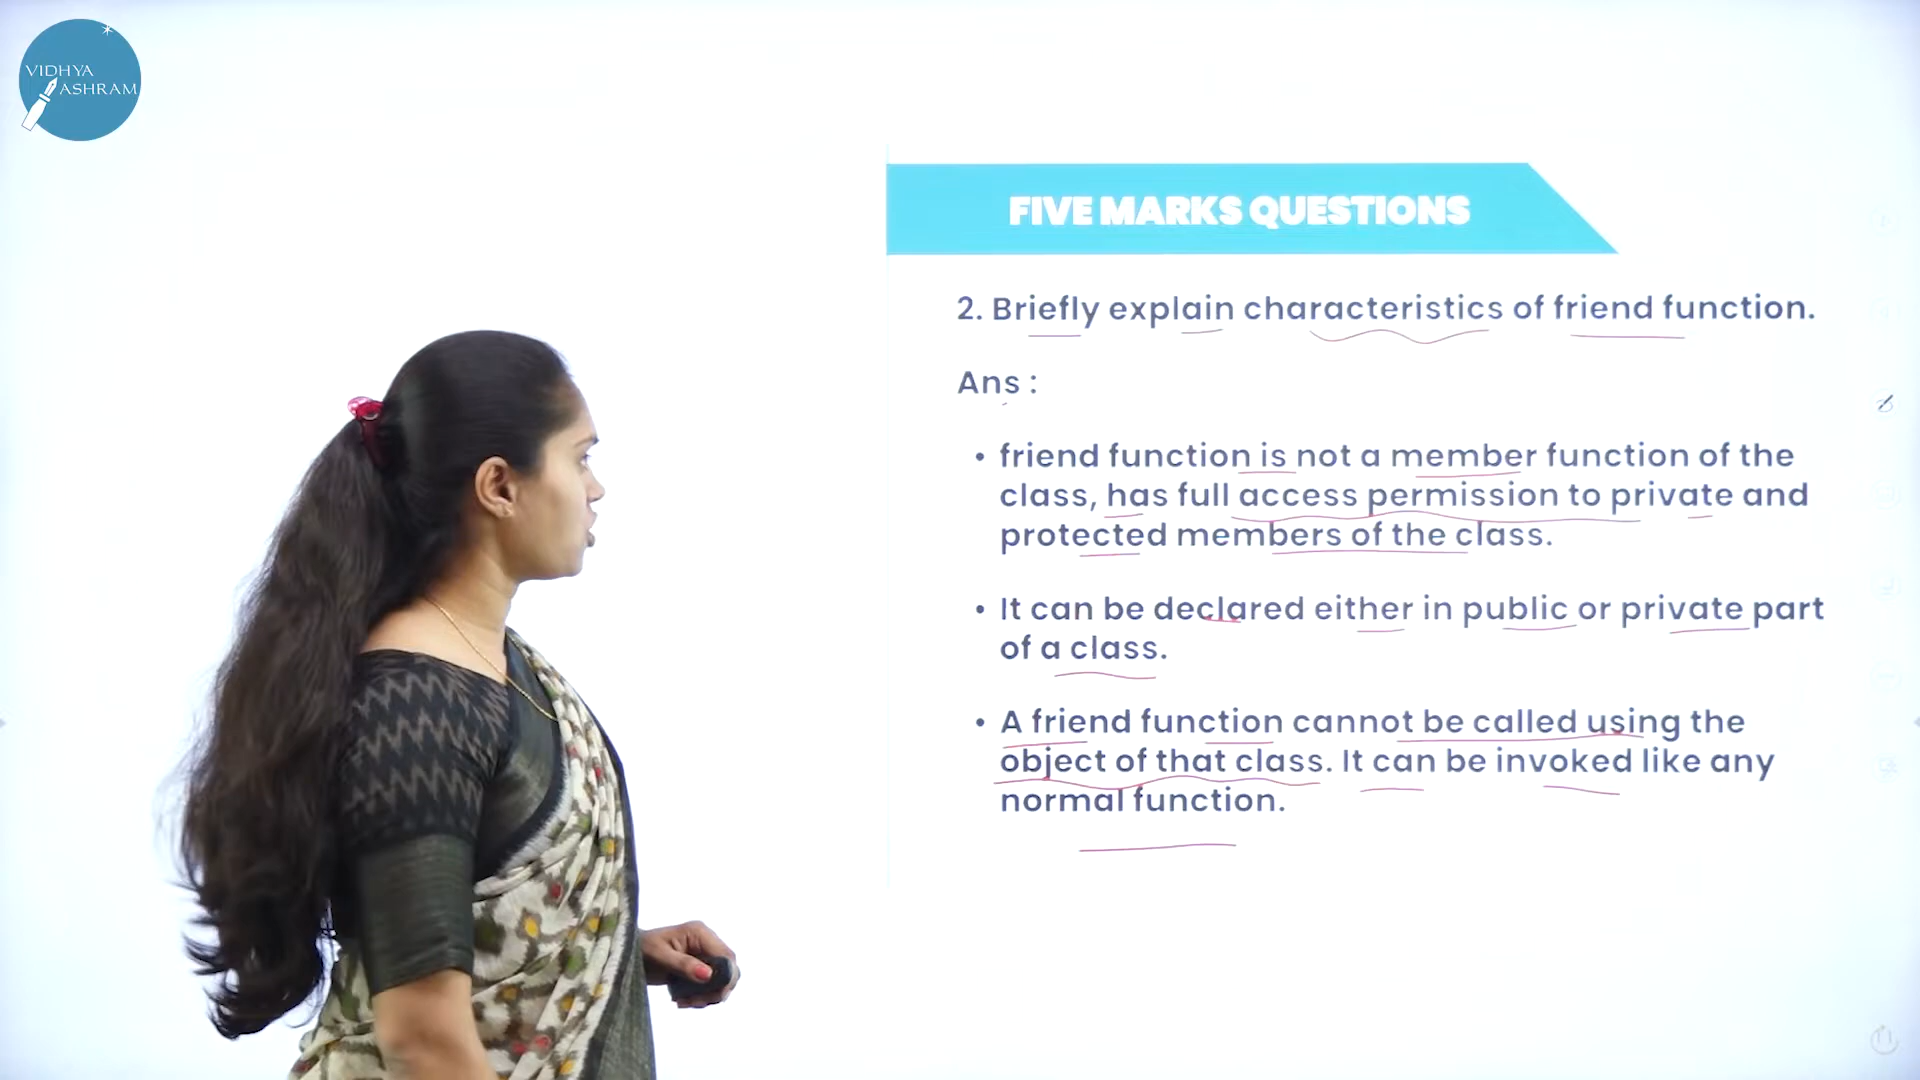 VIDHYA
ASHRAM
FIVE MARKS QUESTIONS
2. Briefly explain characteristics of friend function.
Ans :
• friend function is not a member function of the
class, has full access permission to private and
protected members of the class.
• It can be declared either in public or private part
of a class.
• A friend function cannot be called using the
object of that class. It can be invoked like any
normal function.